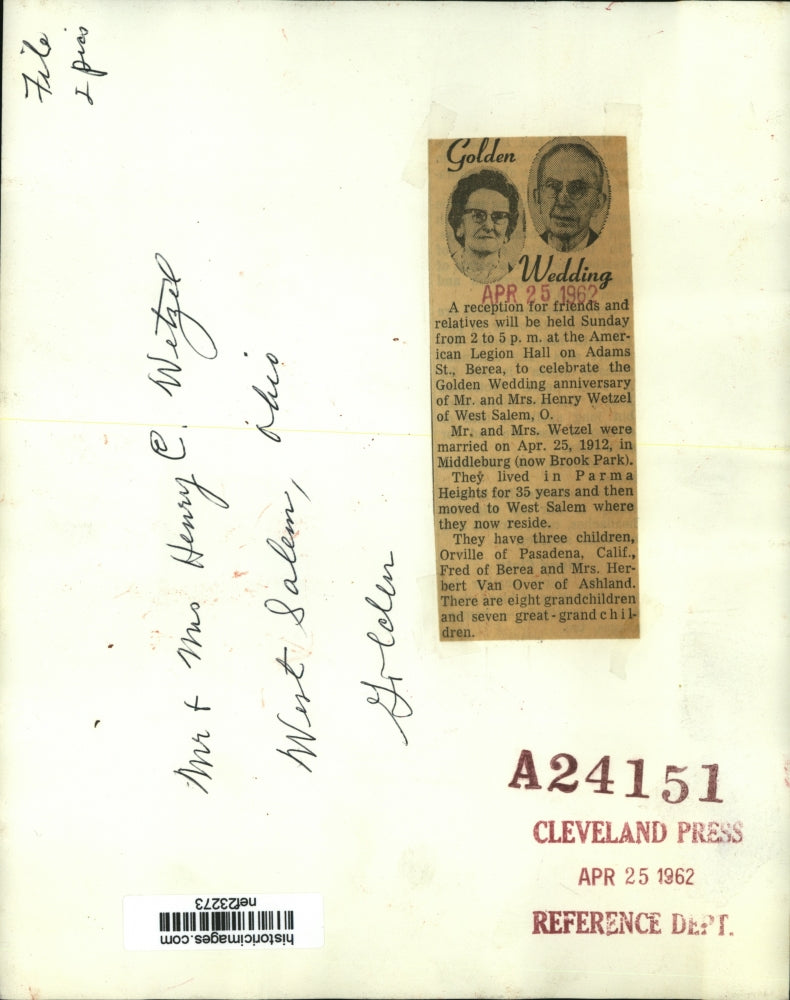 File
2 pics
Mr + Mrs Henry C. Wetzel
West Salem, Ohio
Golden
Golden
Wedding
APR 25 1962
A reception for friends and
relatives will be held Sunday
from 2 to 5 p. m. at the Amer-
ican Legion Hall on Adams
St., Berea, to celebrate the
Golden Wedding anniversary
of Mr. and Mrs. Henry Wetzel
of West Salem, O.
Mr. and Mrs. Wetzel were
married on Apr. 25, 1912, in
Middleburg (now Brook Park).
They lived in Parma
Heights for 35 years and then
moved to West Salem where
they now reside.
They have three children,
Orville of Pasadena, Calif.,
Fred of Berea and Mrs. Her-
bert Van Over of Ashland.
There are eight grandchildren
and seven great-grandchil-
dren.
A24151
CLEVELAND PRESS
APR 25 1962
REFERENCE DEPT.
historicimages.com
nef23273